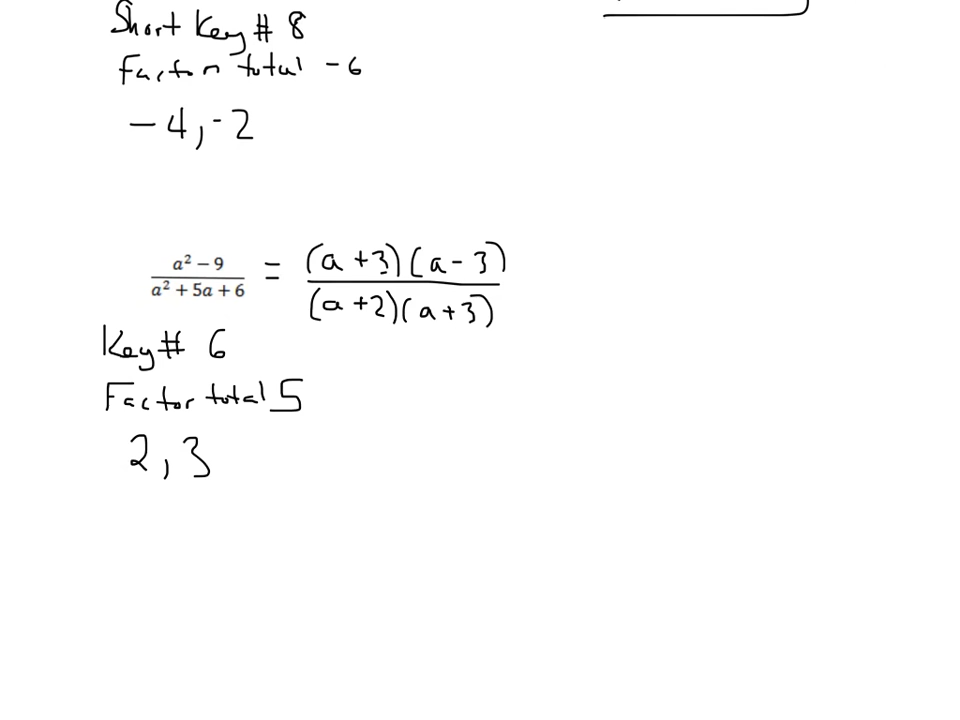 Short Key # 8
Factor total -6
-4, -2
a² − 9 / a² + 5a + 6 = (a + 3)(a - 3) / (a + 2)(a + 3)
Key # 6
Factor total 5
2, 3